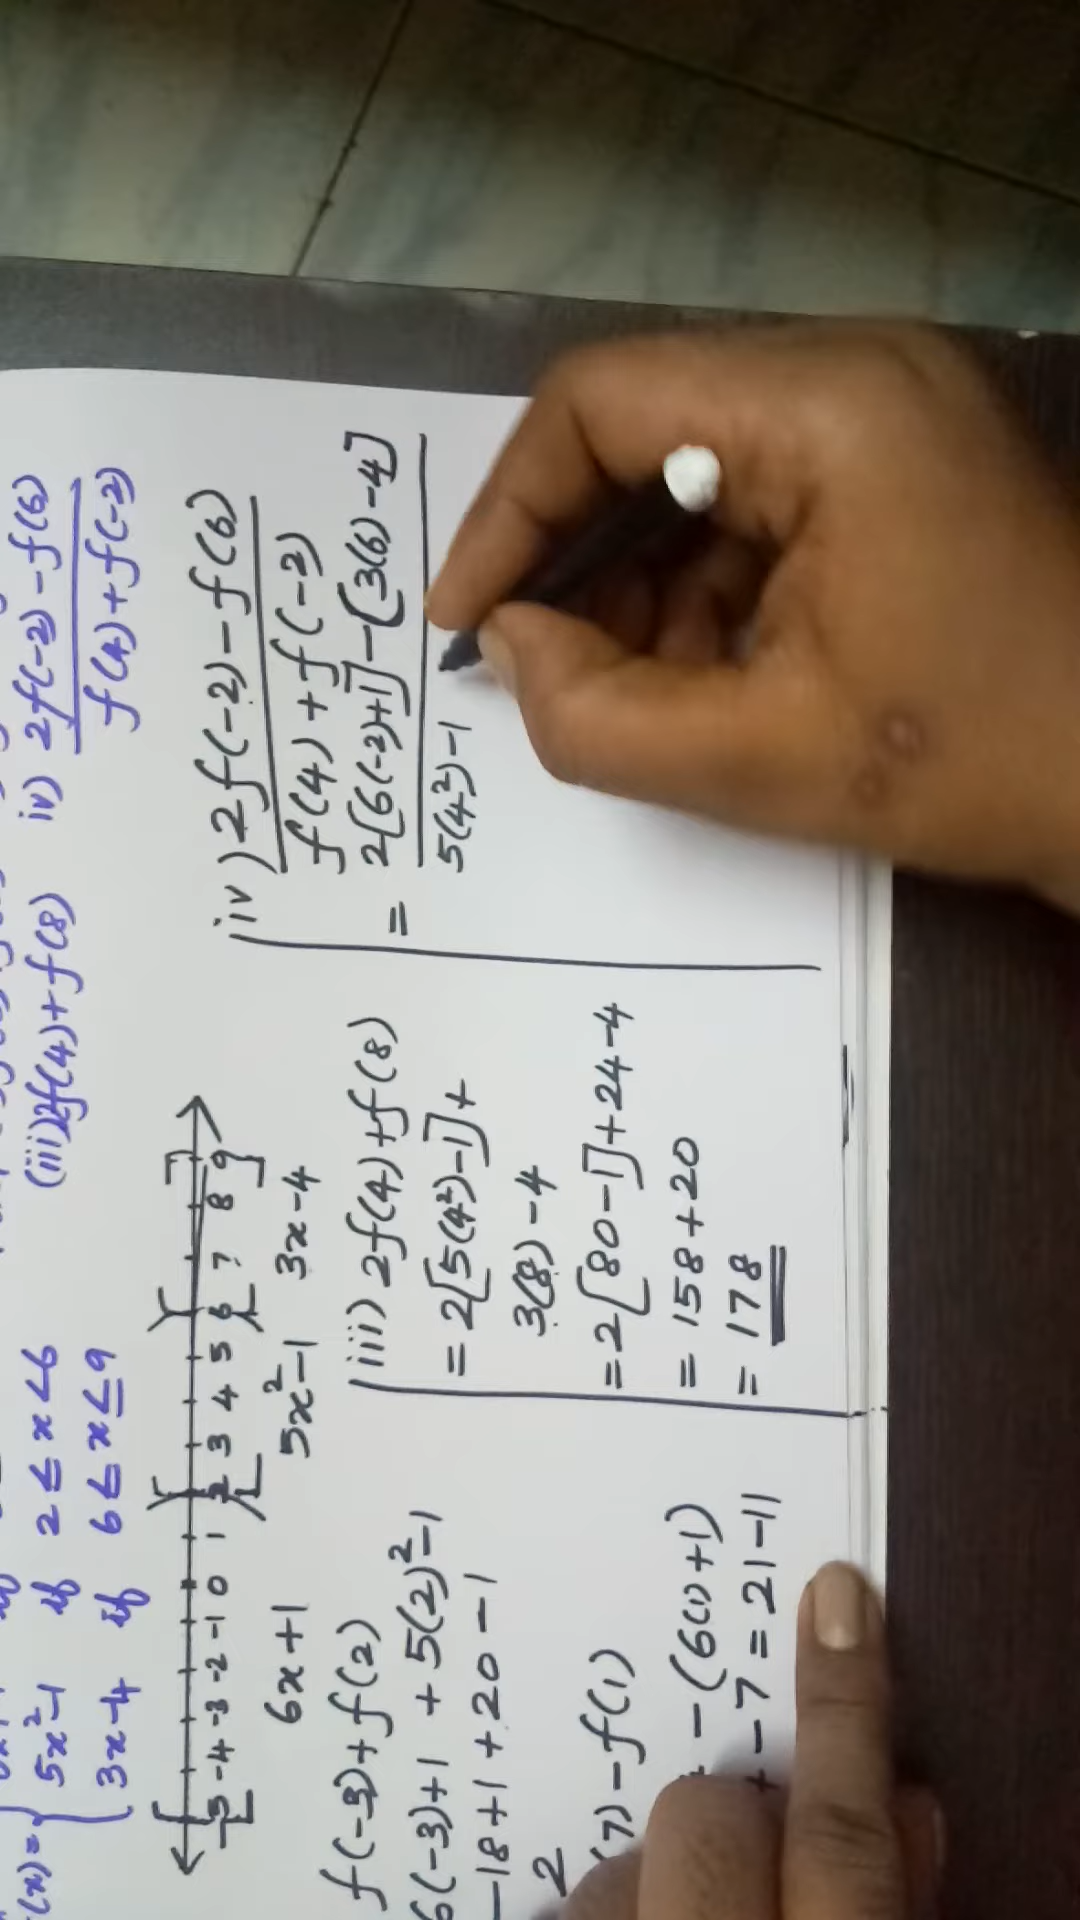 (x) =
5x²-1 if 2 ≤ x < 6
3x-4 if 6 ≤ x ≤ 9
(iii) 2f(4)+f(8)
iv) 2f(-2)-f(6)
f(4)+f(-2)
-5 -4 -3 -2 -1 0 1 2 3 4 5 6 7 8 9
6x+1 5x²-1 3x-4
f(-3)+f(2)
6(-3)+1 + 5(2)²-1
-18+1+20-1
2
(7)-f(1)
-(6(1)+1)
-7 = 21-11
iii) 2f(4)+f(8)
= 2[5(4²)-1]+
3(8)-4
= 2[80-1]+24-4
= 158+20
= 178
iv) 2f(-2)-f(6)
f(4)+f(-2)
= 2[6(-2)+1]-[3(6)-4]
5(4²)-1